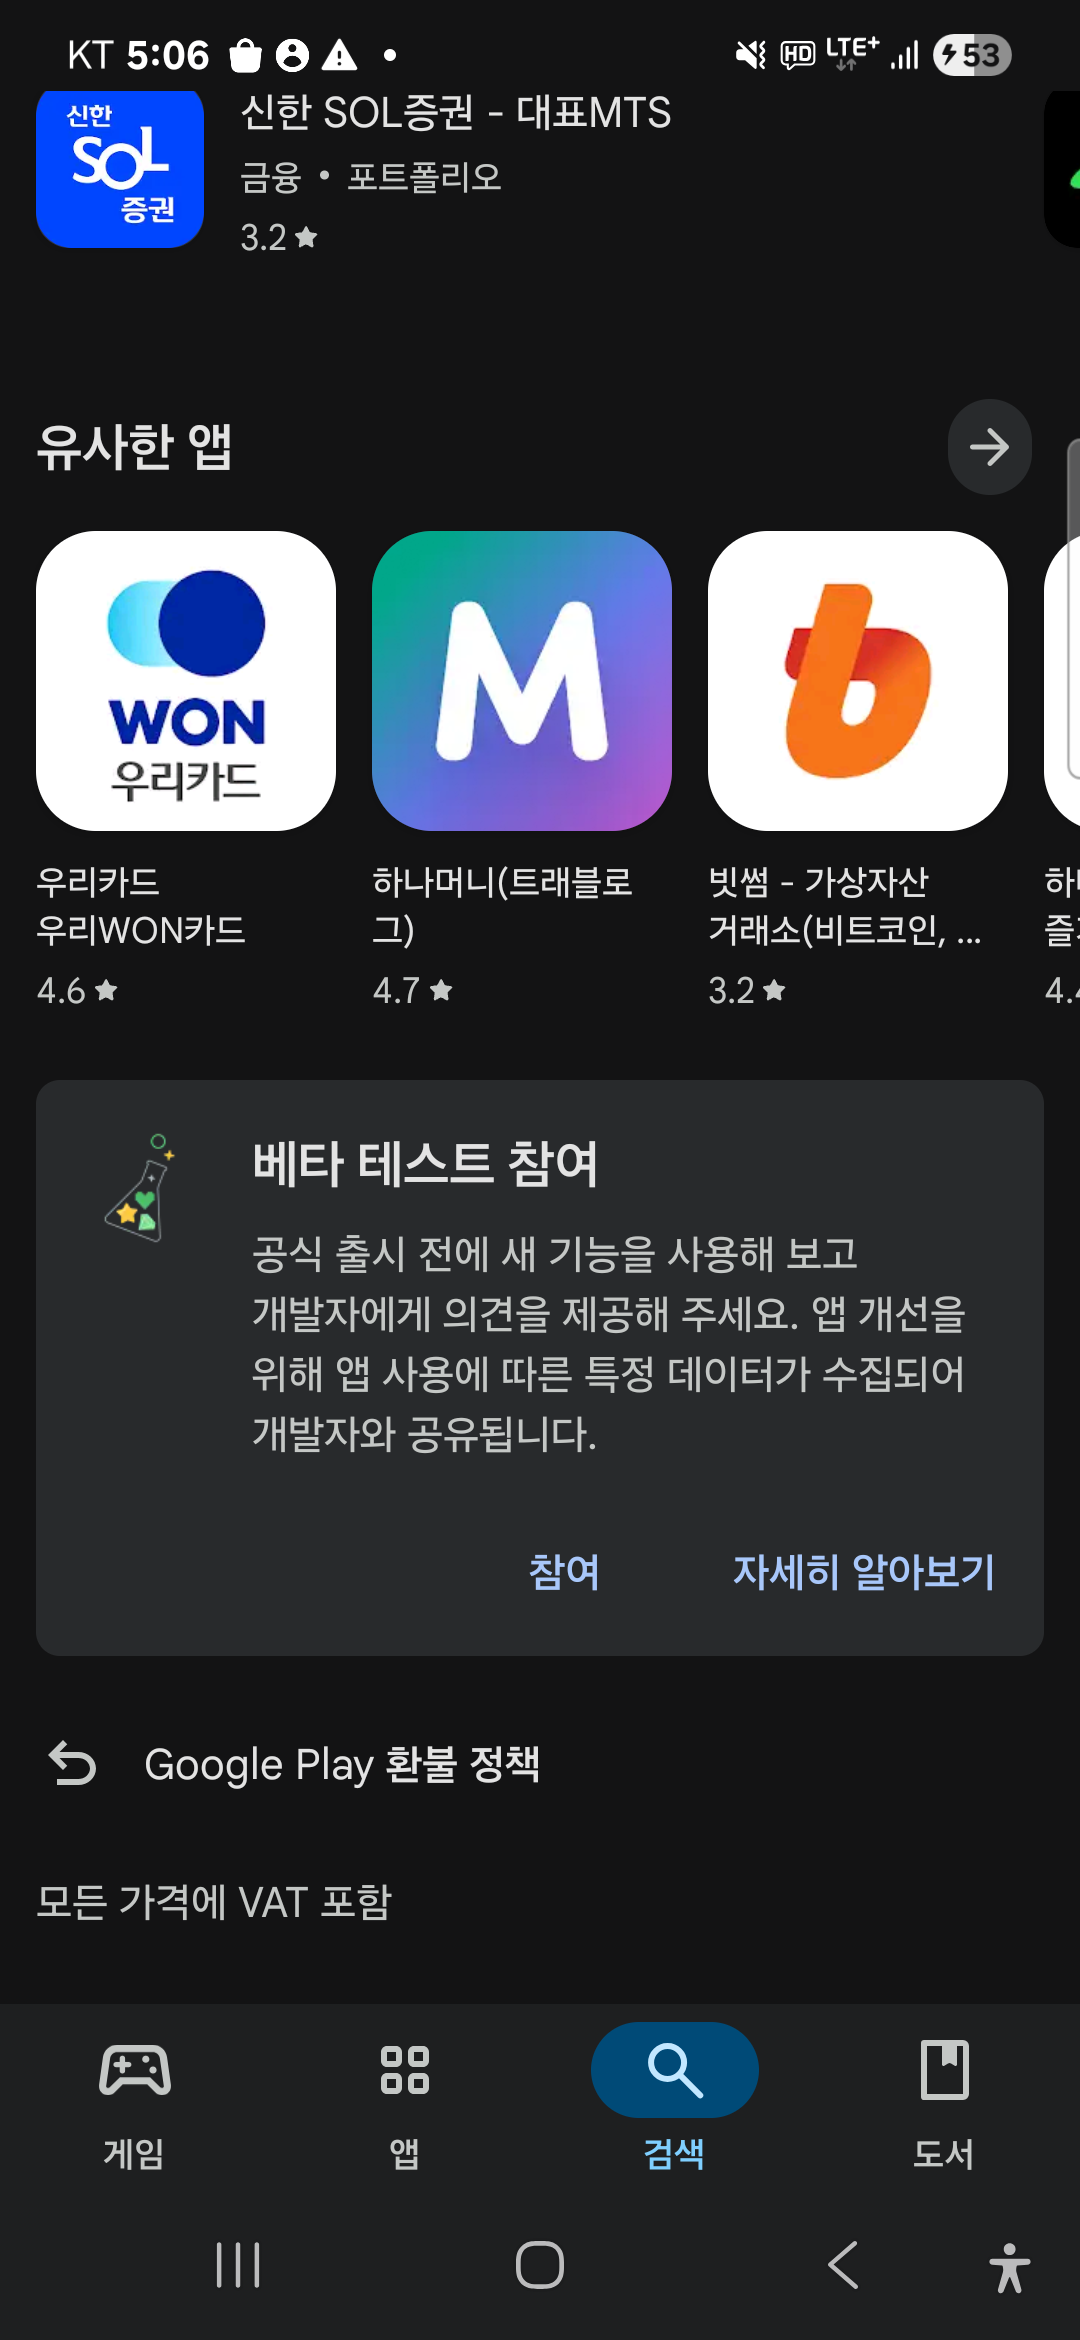 KT 5:06
HD LTE+ 53
신한
SOL
증권
신한 SOL증권 - 대표MTS
금융 • 포트폴리오
3.2
유사한 앱
WON
우리카드
M
b
우리카드
우리WON카드
4.6
하나머니(트래블로
그)
4.7
빗썸 - 가상자산
거래소(비트코인, ...
3.2
베타 테스트 참여
공식 출시 전에 새 기능을 사용해 보고
개발자에게 의견을 제공해 주세요. 앱 개선을
위해 앱 사용에 따른 특정 데이터가 수집되어
개발자와 공유됩니다.
참여
자세히 알아보기
Google Play 환불 정책
모든 가격에 VAT 포함
게임
앱
검색
도서